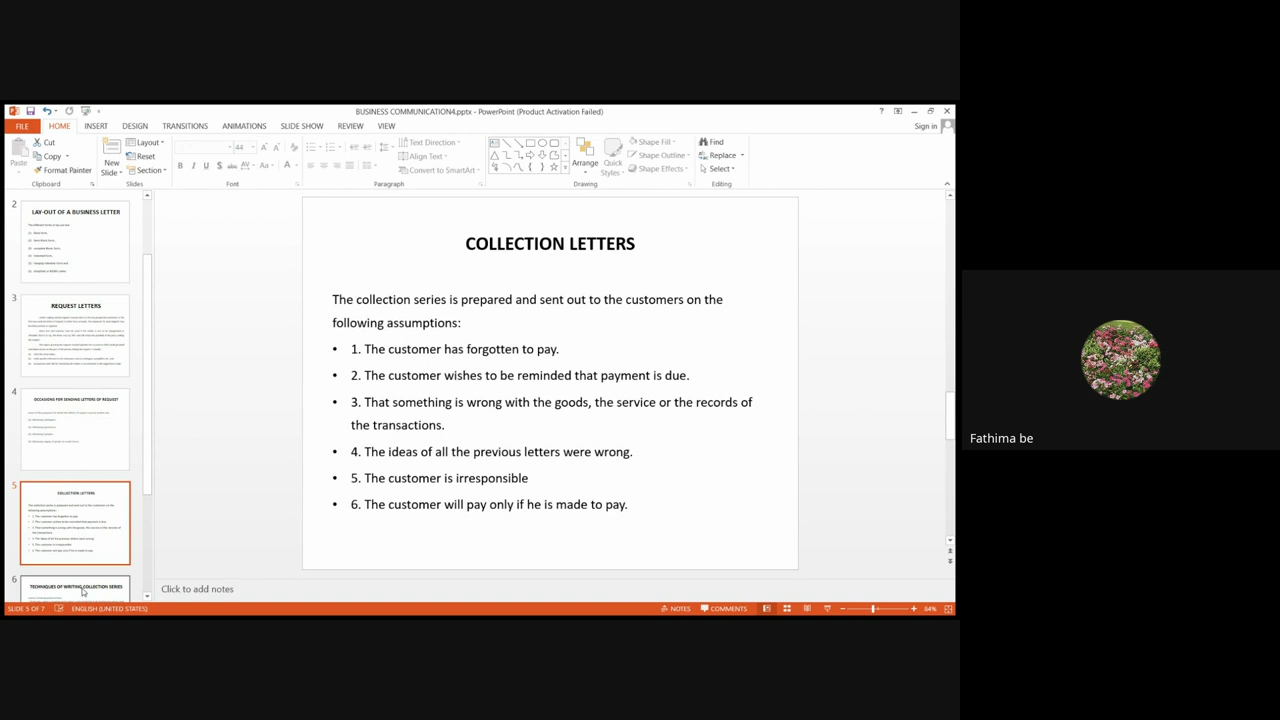 BUSINESS COMMUNICATION4.pptx - PowerPoint (Product Activation Failed)
FILE HOME INSERT DESIGN TRANSITIONS ANIMATIONS SLIDE SHOW REVIEW VIEW Sign in
Paste
Cut
Copy
Format Painter
Clipboard
New
Slide
Layout
Reset
Section
Slides
44
Font
Text Direction
Align Text
Convert to SmartArt
Paragraph
Arrange
Quick
Styles
Shape Fill
Shape Outline
Shape Effects
Drawing
Find
Replace
Select
Editing
2
LAY-OUT OF A BUSINESS LETTER
3
REQUEST LETTERS
4
OCCASIONS FOR SENDING LETTERS OF REQUEST
5
COLLECTION LETTERS
6
TECHNIQUES OF WRITING COLLECTION SERIES
COLLECTION LETTERS
The collection series is prepared and sent out to the customers on the
following assumptions:
• 1. The customer has forgotten to pay.
• 2. The customer wishes to be reminded that payment is due.
• 3. That something is wrong with the goods, the service or the records of
the transactions.
• 4. The ideas of all the previous letters were wrong.
• 5. The customer is irresponsible
• 6. The customer will pay only if he is made to pay.
Click to add notes
SLIDE 5 OF 7 ENGLISH (UNITED STATES) NOTES COMMENTS 84%
Fathima be